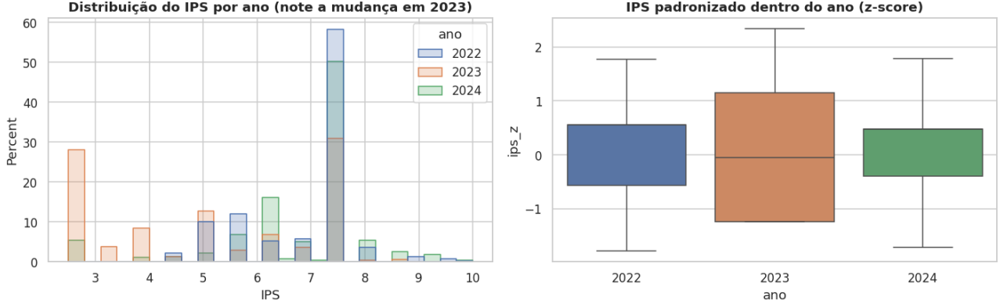 Distribuição do IPS por ano (note a mudança em 2023)
60
50
40
30
20
10
0
Percent
3 4 5 6 7 8 9 10
IPS
ano
2022
2023
2024
IPS padronizado dentro do ano (z-score)
2
1
0
−1
ips_z
2022 2023 2024
ano